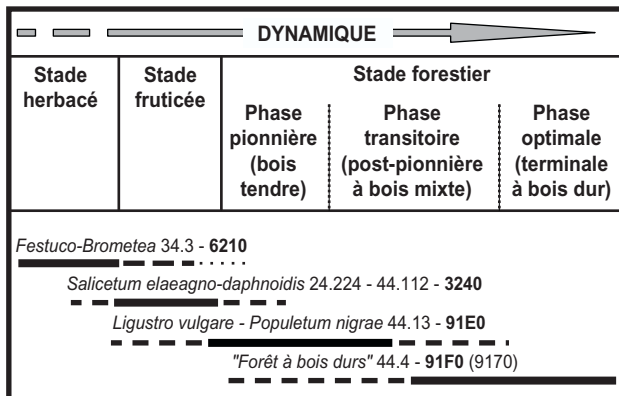 DYNAMIQUE
Stade herbacé
Stade fruticée
Stade forestier
Phase pionnière (bois tendre)
Phase transitoire (post-pionnière à bois mixte)
Phase optimale (terminale à bois dur)
Festuco-Brometea 34.3 - 6210
Salicetum elaeagno-daphnoidis 24.224 - 44.112 - 3240
Ligustro vulgare - Populetum nigrae 44.13 - 91E0
"Forêt à bois durs" 44.4 - 91F0 (9170)